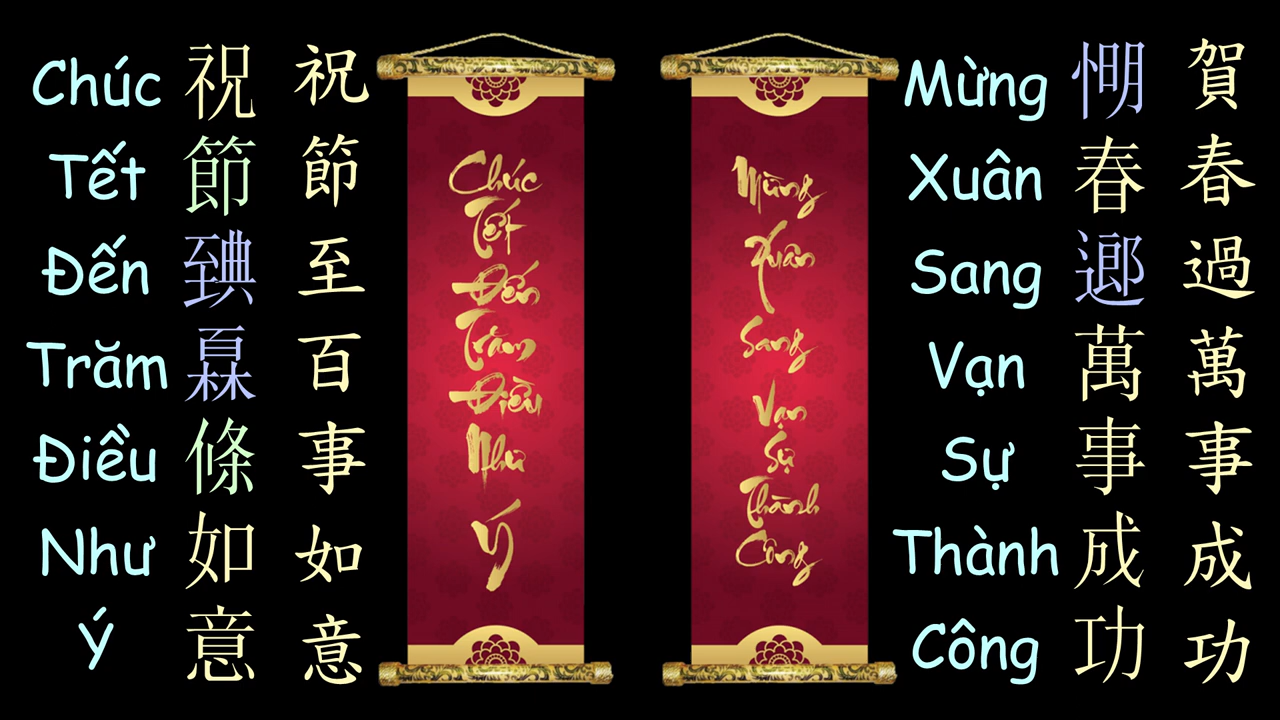 Chúc 祝 祝
Tết 節 節
Đến 𦤾 至
Trăm 𤾓 百
Điều 條 事
Như 如 如
Ý 意 意
Chúc
Tết
Đến
Trăm
Điều
Như
Ý
Mừng
Xuân
Sang
Vạn
Sự
Thành
Công
Mừng 𢜠 賀
Xuân 春 春
Sang 𨖅 過
Vạn 萬 萬
Sự 事 事
Thành 成 成
Công 功 功